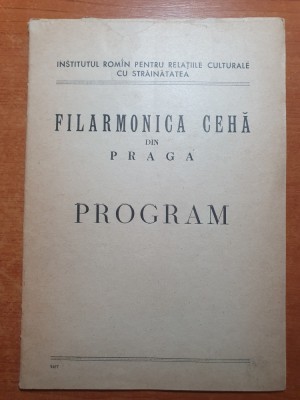 INSTITUTUL ROMÎN PENTRU RELAȚIILE CULTURALE
CU STRĂINĂTATEA
FILARMONICA CEHĂ
DIN
PRAGA
PROGRAM